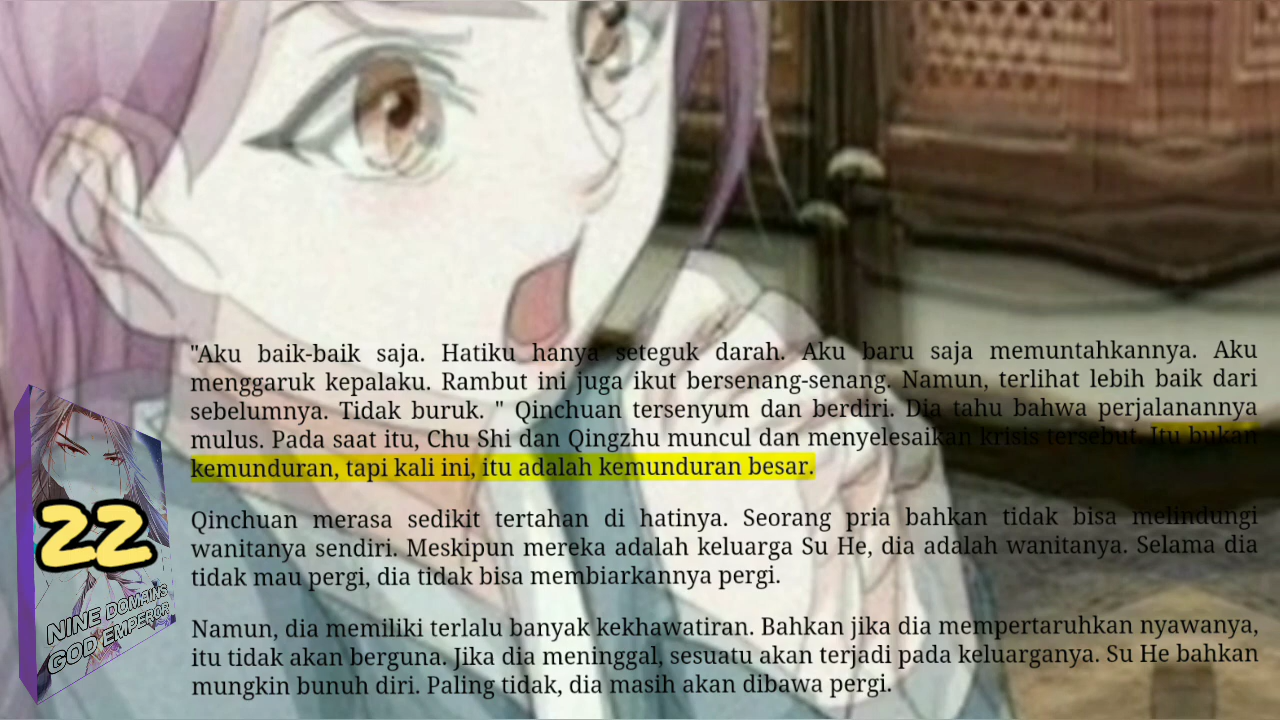 "Aku baik-baik saja. Hatiku hanya seteguk darah. Aku baru saja memuntahkannya. Aku
menggaruk kepalaku. Rambut ini juga ikut bersenang-senang. Namun, terlihat lebih baik dari
sebelumnya. Tidak buruk. " Qinchuan tersenyum dan berdiri. Dia tahu bahwa perjalanannya
mulus. Pada saat itu, Chu Shi dan Qingzhu muncul dan menyelesaikan krisis tersebut. Itu bukan
kemunduran, tapi kali ini, itu adalah kemunduran besar.
Qinchuan merasa sedikit tertahan di hatinya. Seorang pria bahkan tidak bisa melindungi
wanitanya sendiri. Meskipun mereka adalah keluarga Su He, dia adalah wanitanya. Selama dia
tidak mau pergi, dia tidak bisa membiarkannya pergi.
Namun, dia memiliki terlalu banyak kekhawatiran. Bahkan jika dia mempertaruhkan nyawanya,
itu tidak akan berguna. Jika dia meninggal, sesuatu akan terjadi pada keluarganya. Su He bahkan
mungkin bunuh diri. Paling tidak, dia masih akan dibawa pergi.
22
NINE DOMAINS
GOD EMPEROR